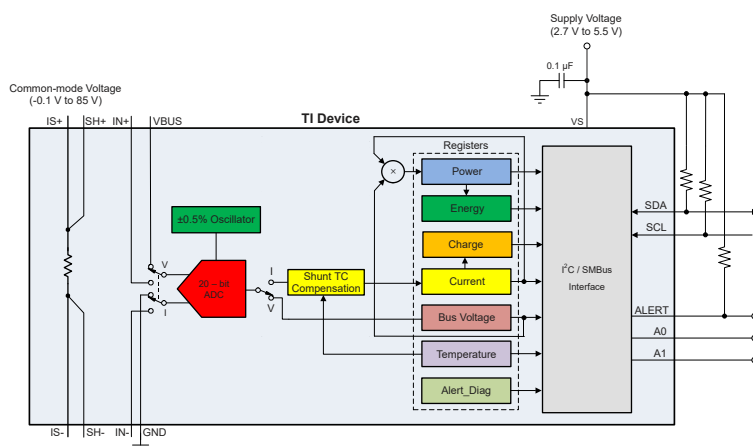 Supply Voltage
(2.7 V to 5.5 V)
0.1 µF
Common-mode Voltage
(-0.1 V to 85 V)
IS+ SH+ IN+ VBUS
TI Device
VS
Registers
×
Power
Energy
±0.5% Oscillator
Charge
V
I
20 – bit
ADC
Shunt TC
Compensation
Current
I
V
Bus Voltage
Temperature
Alert_Diag
I²C / SMBus
Interface
SDA
SCL
ALERT
A0
A1
IS- SH- IN- GND